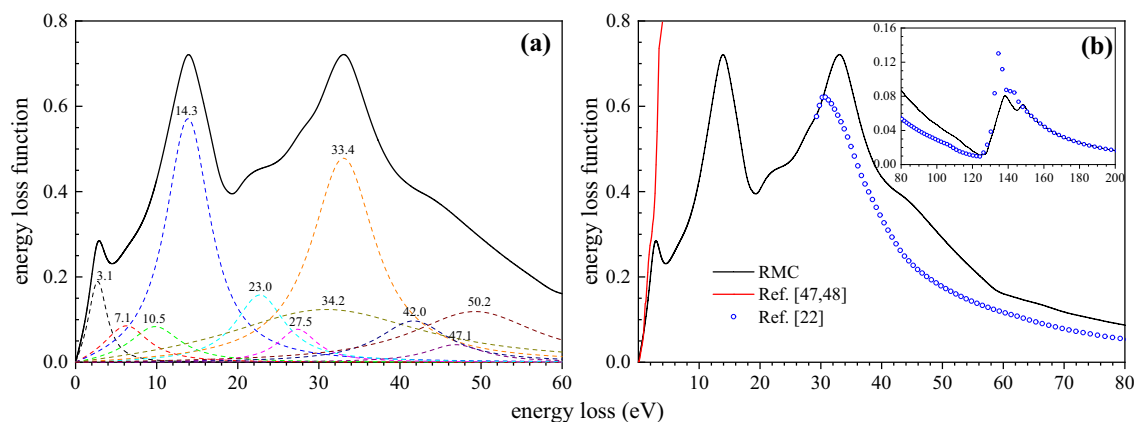 (a)
energy loss function
0.8
0.6
0.4
0.2
0.0
3.1
7.1
10.5
14.3
23.0
27.5
34.2
33.4
42.0
47.1
50.2
0 10 20 30 40 50 60
(b)
energy loss function
0.8
0.6
0.4
0.2
0.0
RMC
Ref. [47,48]
Ref. [22]
0.16
0.12
0.08
0.04
0.00
80 100 120 140 160 180 200
0 10 20 30 40 50 60 70 80
energy loss (eV)